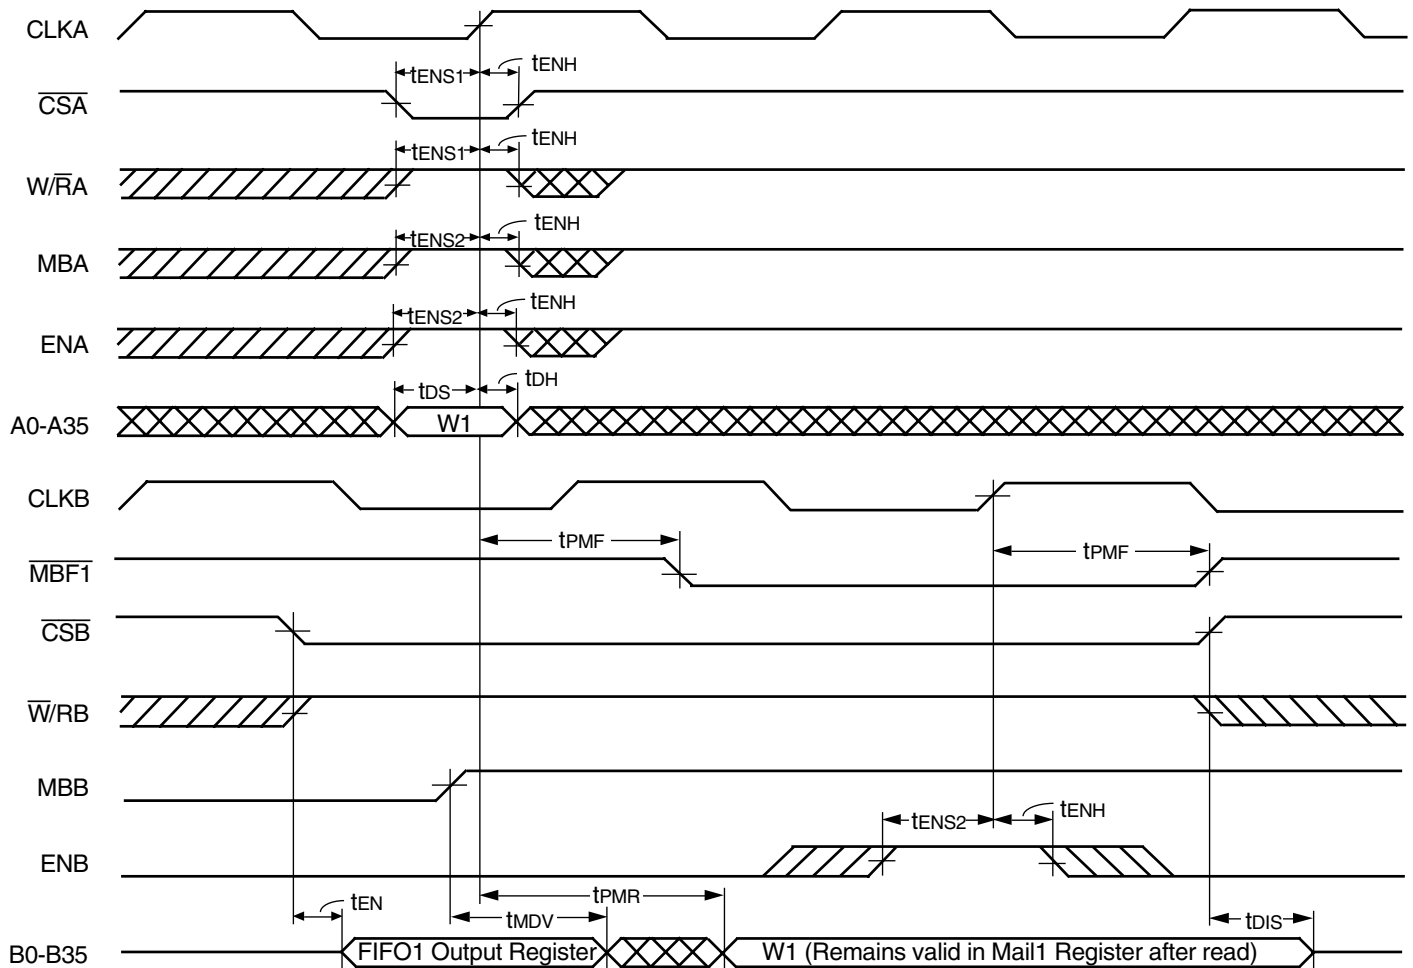 CLKA
tENS1 tENH
CSA
tENS1 tENH
W/RA
tENS2 tENH
MBA
tENS2 tENH
ENA
tDS tDH
A0-A35 W1
CLKB
tPMF tPMF
MBF1
CSB
W/RB
MBB
tENS2 tENH
ENB
tPMR
tEN tMDV tDIS
B0-B35 FIFO1 Output Register W1 (Remains valid in Mail1 Register after read)